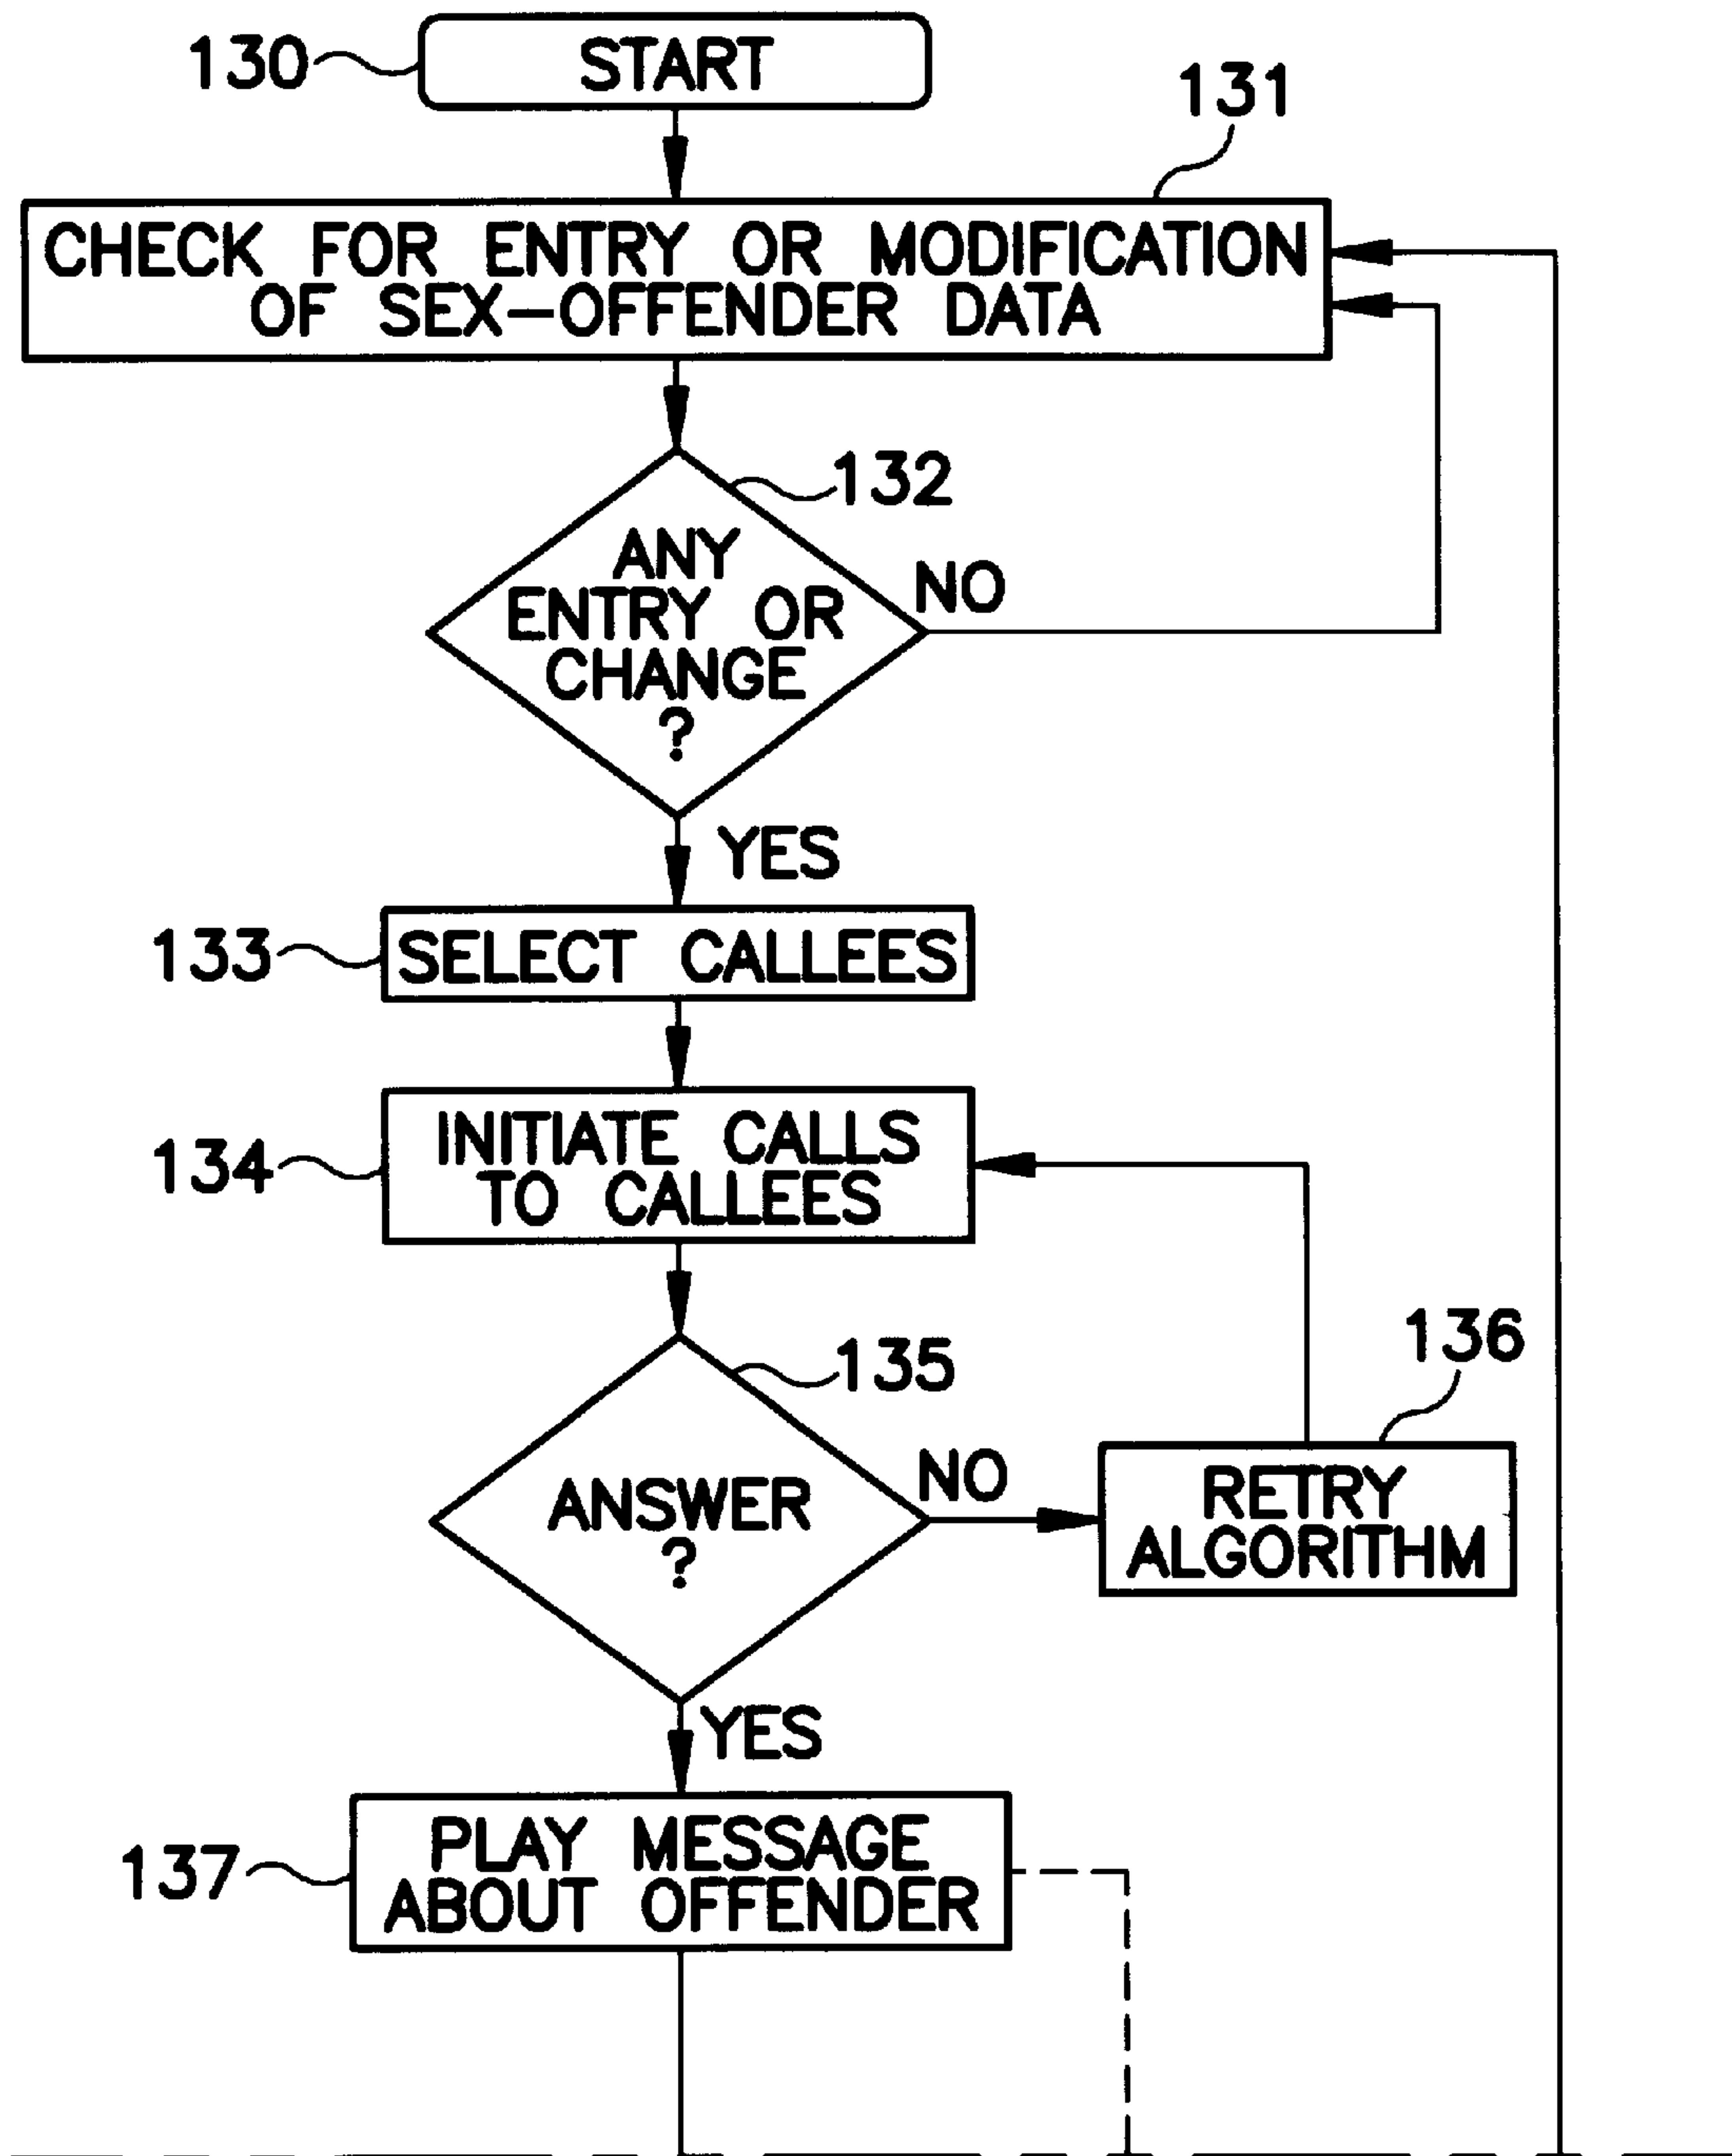 130
START
131
CHECK FOR ENTRY OR MODIFICATION
OF SEX-OFFENDER DATA
132
ANY
ENTRY OR
CHANGE
?
NO
YES
133
SELECT CALLEES
134
INITIATE CALLS
TO CALLEES
135
ANSWER
?
NO
136
RETRY
ALGORITHM
YES
137
PLAY MESSAGE
ABOUT OFFENDER